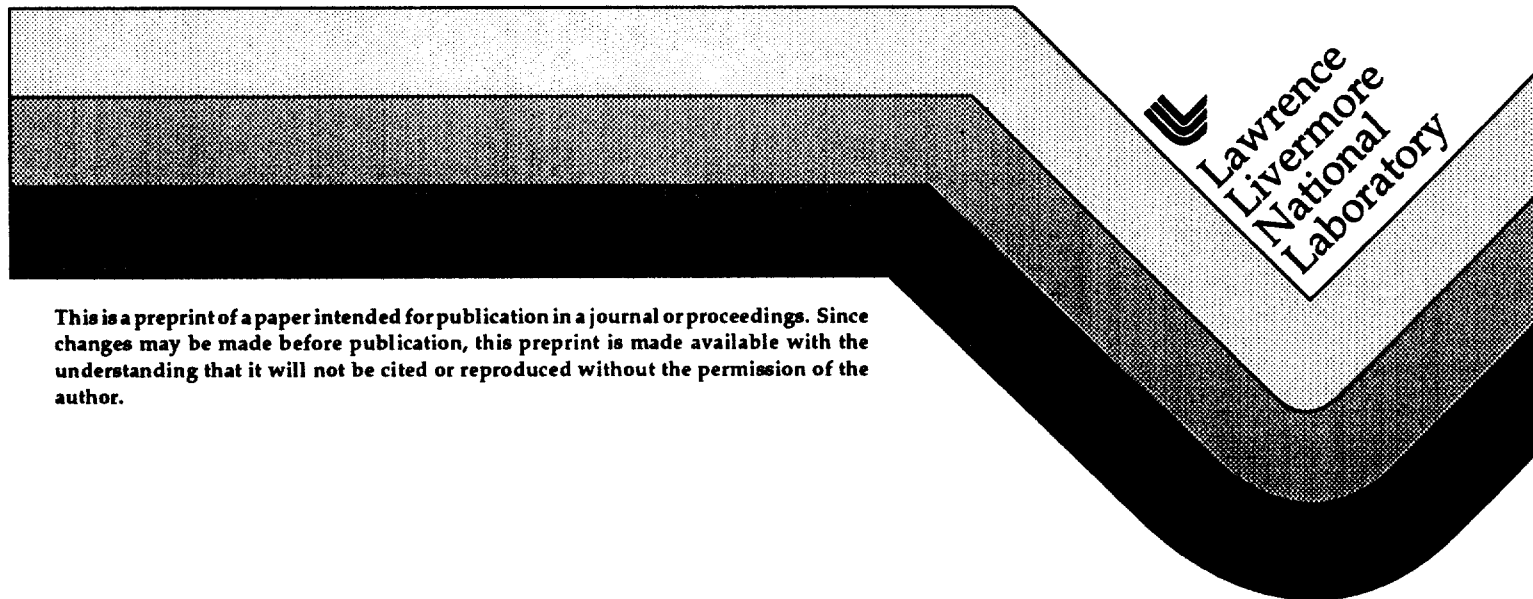 Lawrence
Livermore
National
Laboratory
This is a preprint of a paper intended for publication in a journal or proceedings. Since
changes may be made before publication, this preprint is made available with the
understanding that it will not be cited or reproduced without the permission of the
author.